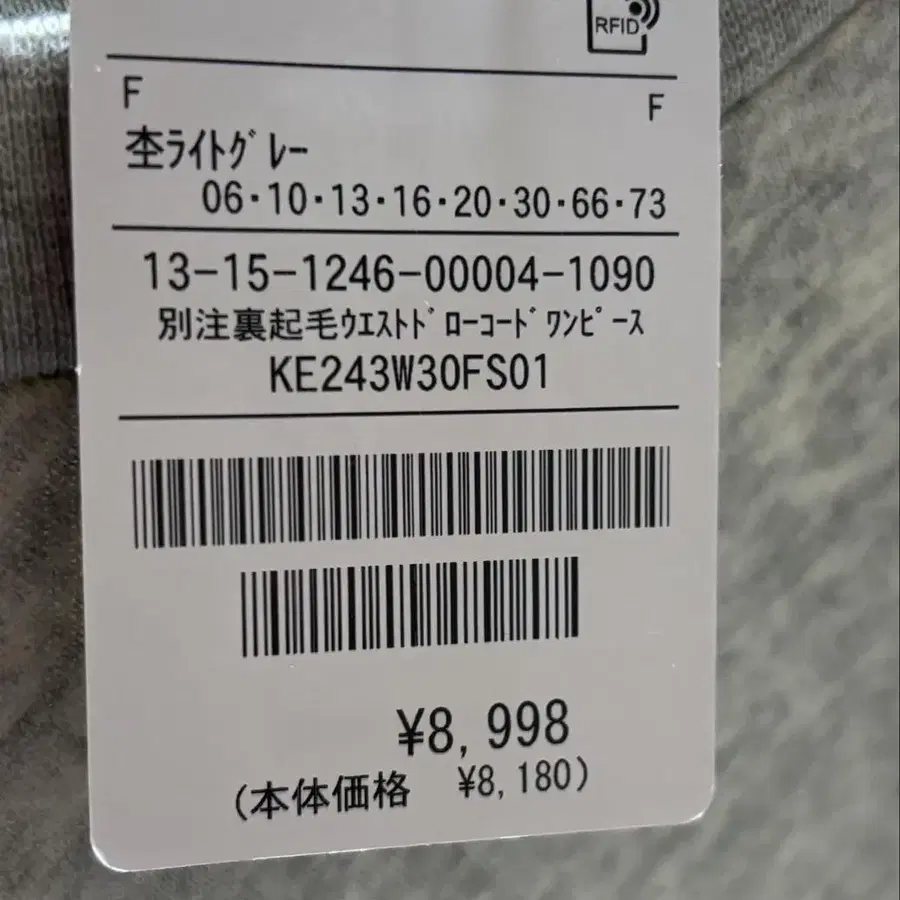 RFID
F
F
杢ライトグレー
06・10・13・16・20・30・66・73
13-15-1246-00004-1090
別注裏起毛ウエストドローコードワンピース
KE243W30FS01
¥8,998
(本体価格 ¥8,180)